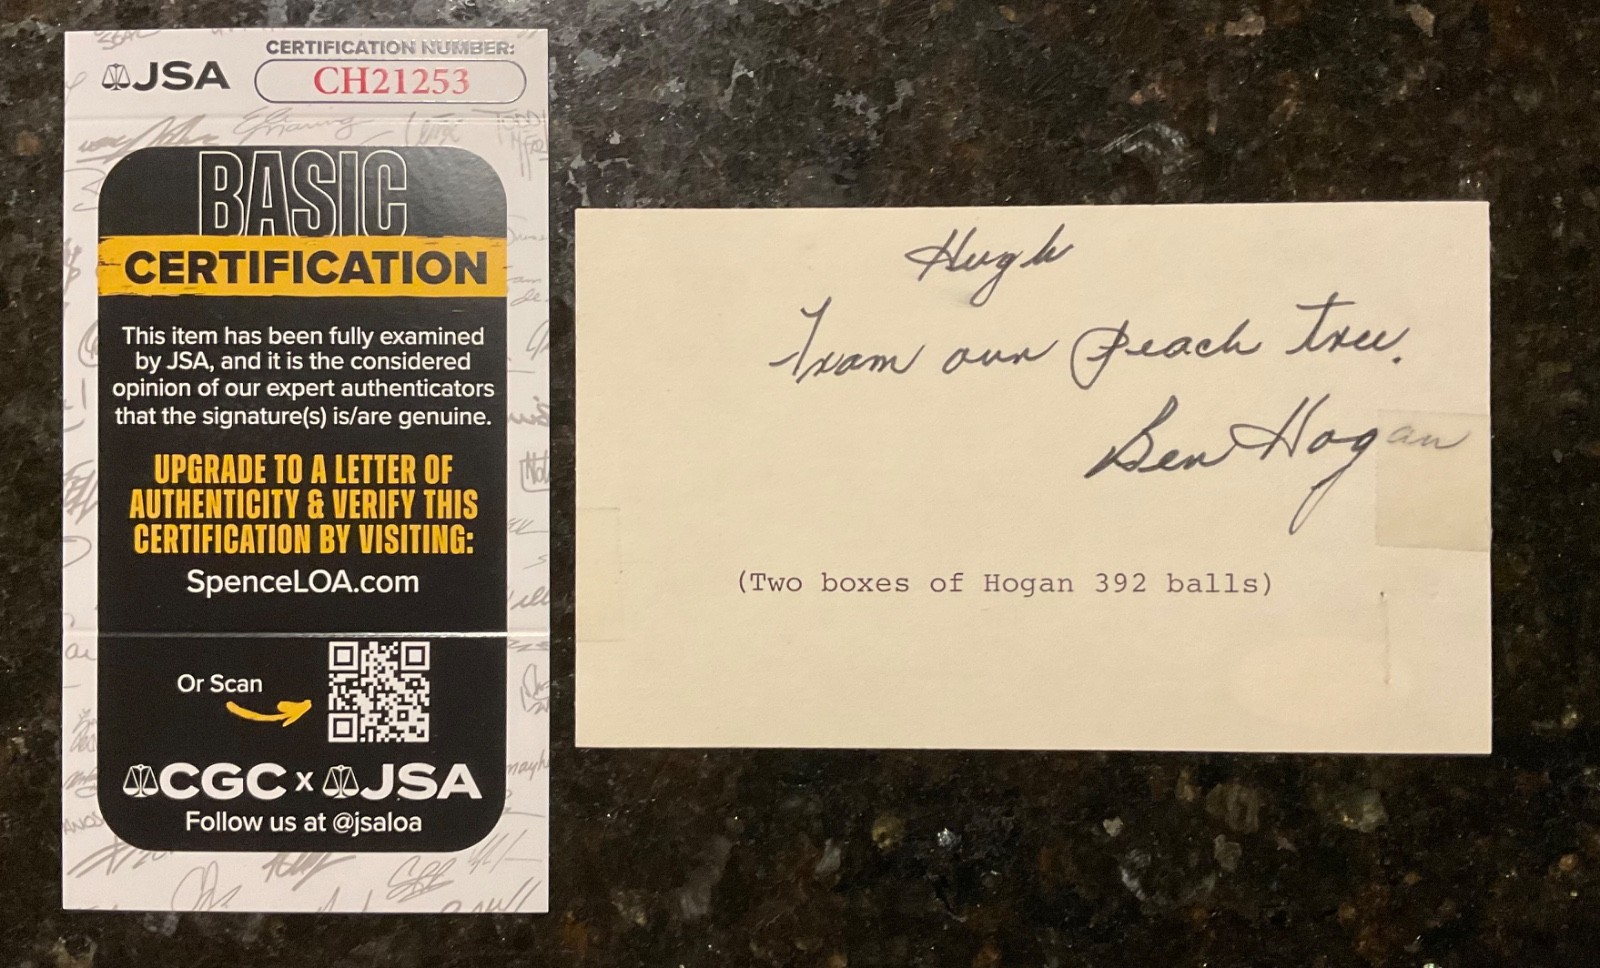 JSA
CERTIFICATION NUMBER:
CH21253
BASIC
CERTIFICATION
This item has been fully examined
by JSA, and it is the considered
opinion of our expert authenticators
that the signature(s) is/are genuine.
UPGRADE TO A LETTER OF
AUTHENTICITY & VERIFY THIS
CERTIFICATION BY VISITING:
SpenceLOA.com
Or Scan
CGC x JSA
Follow us at @jsaloa
Hugh
From our Peach tree.
Ben Hogan
(Two boxes of Hogan 392 balls)